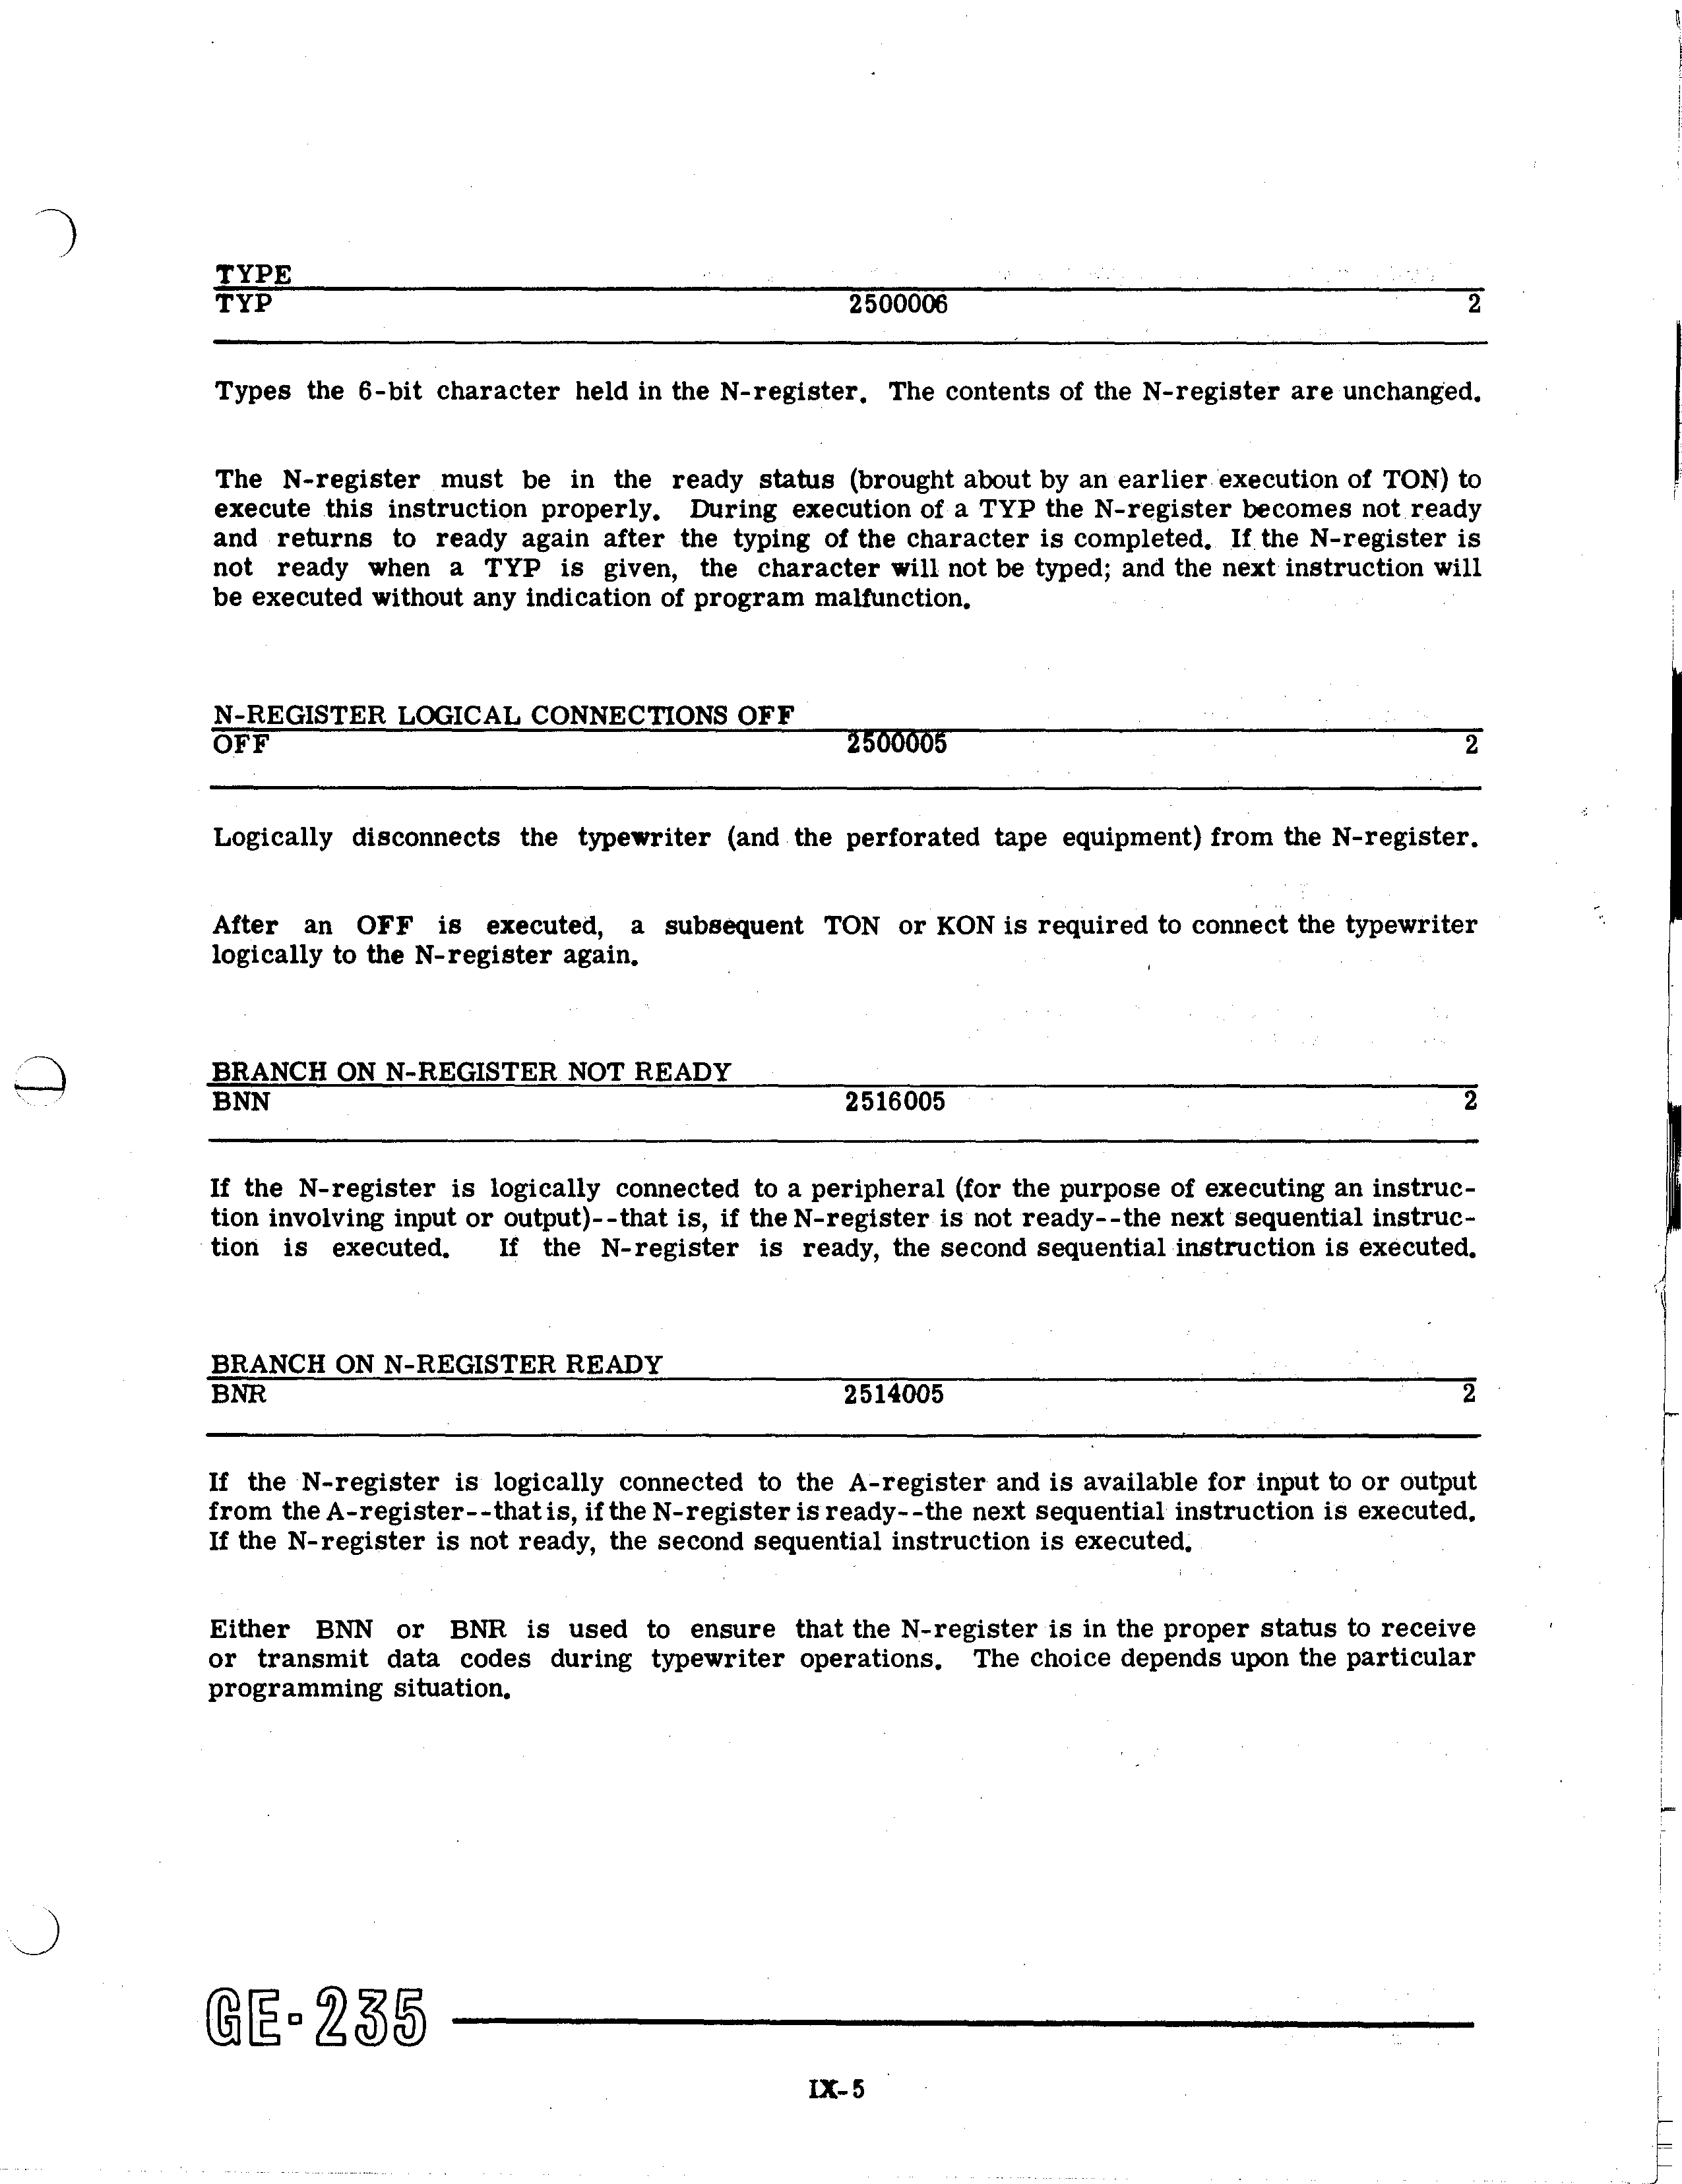 TYPE
TYP 2500006 2
Types the 6-bit character held in the N-register. The contents of the N-register are unchanged.
The N-register must be in the ready status (brought about by an earlier execution of TON) to
execute this instruction properly. During execution of a TYP the N-register becomes not ready
and returns to ready again after the typing of the character is completed. If the N-register is
not ready when a TYP is given, the character will not be typed; and the next instruction will
be executed without any indication of program malfunction.
N-REGISTER LOGICAL CONNECTIONS OFF
OFF 2500005 2
Logically disconnects the typewriter (and the perforated tape equipment) from the N-register.
After an OFF is executed, a subsequent TON or KON is required to connect the typewriter
logically to the N-register again.
BRANCH ON N-REGISTER NOT READY
BNN 2516005 2
If the N-register is logically connected to a peripheral (for the purpose of executing an instruc-
tion involving input or output)--that is, if the N-register is not ready--the next sequential instruc-
tion is executed. If the N-register is ready, the second sequential instruction is executed.
BRANCH ON N-REGISTER READY
BNR 2514005 2
If the N-register is logically connected to the A-register and is available for input to or output
from the A-register--that is, if the N-register is ready--the next sequential instruction is executed.
If the N-register is not ready, the second sequential instruction is executed.
Either BNN or BNR is used to ensure that the N-register is in the proper status to receive
or transmit data codes during typewriter operations. The choice depends upon the particular
programming situation.
GE-235
IX-5